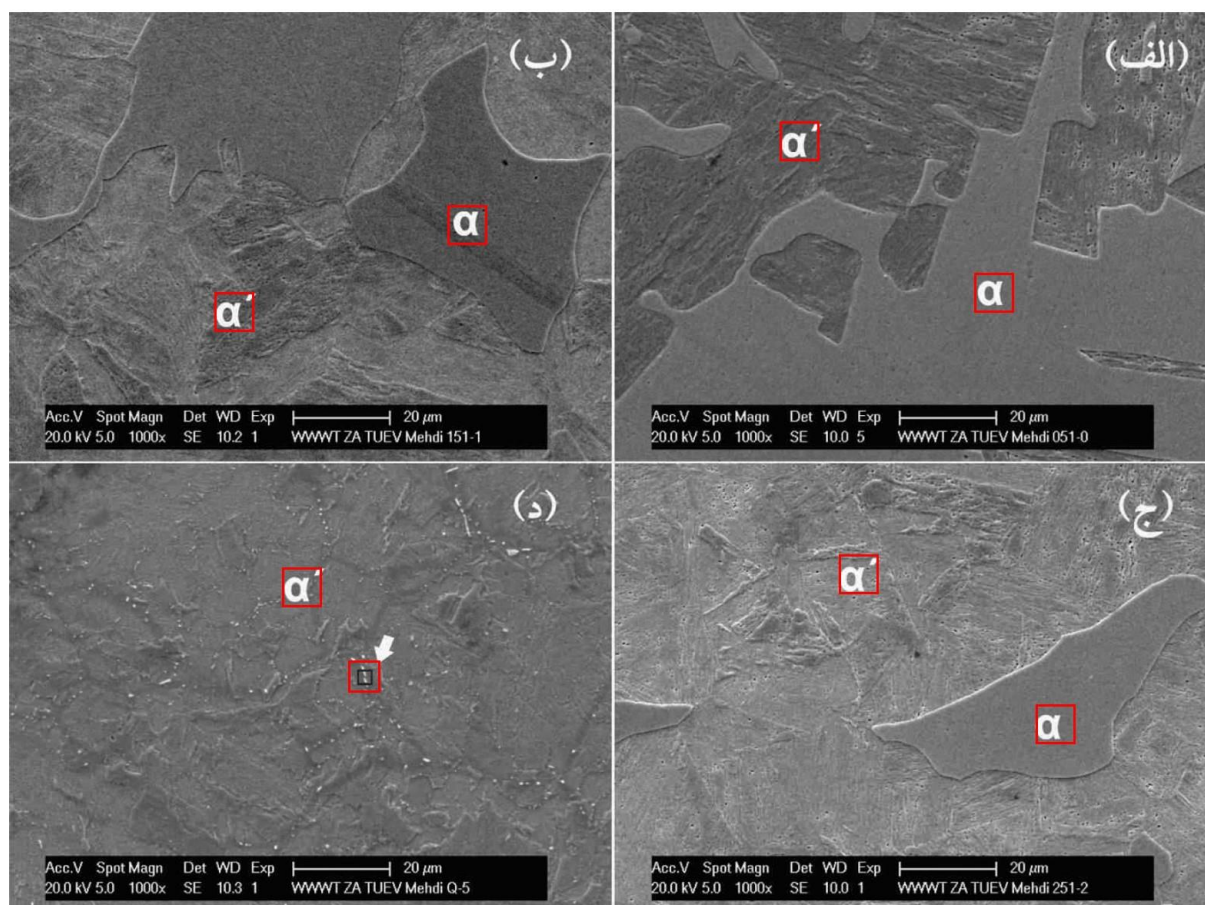 (الف)
α´
α
Acc.V Spot Magn Det WD Exp 20 µm
20.0 kV 5.0 1000x SE 10.0 5 WWWT ZA TUEV Mehdi 051-0
(ب)
α
α´
Acc.V Spot Magn Det WD Exp 20 µm
20.0 kV 5.0 1000x SE 10.2 1 WWWT ZA TUEV Mehdi 151-1
(ج)
α´
α
Acc.V Spot Magn Det WD Exp 20 µm
20.0 kV 5.0 1000x SE 10.0 1 WWWT ZA TUEV Mehdi 251-2
(د)
α´
Acc.V Spot Magn Det WD Exp 20 µm
20.0 kV 5.0 1000x SE 10.3 1 WWWT ZA TUEV Mehdi Q-5